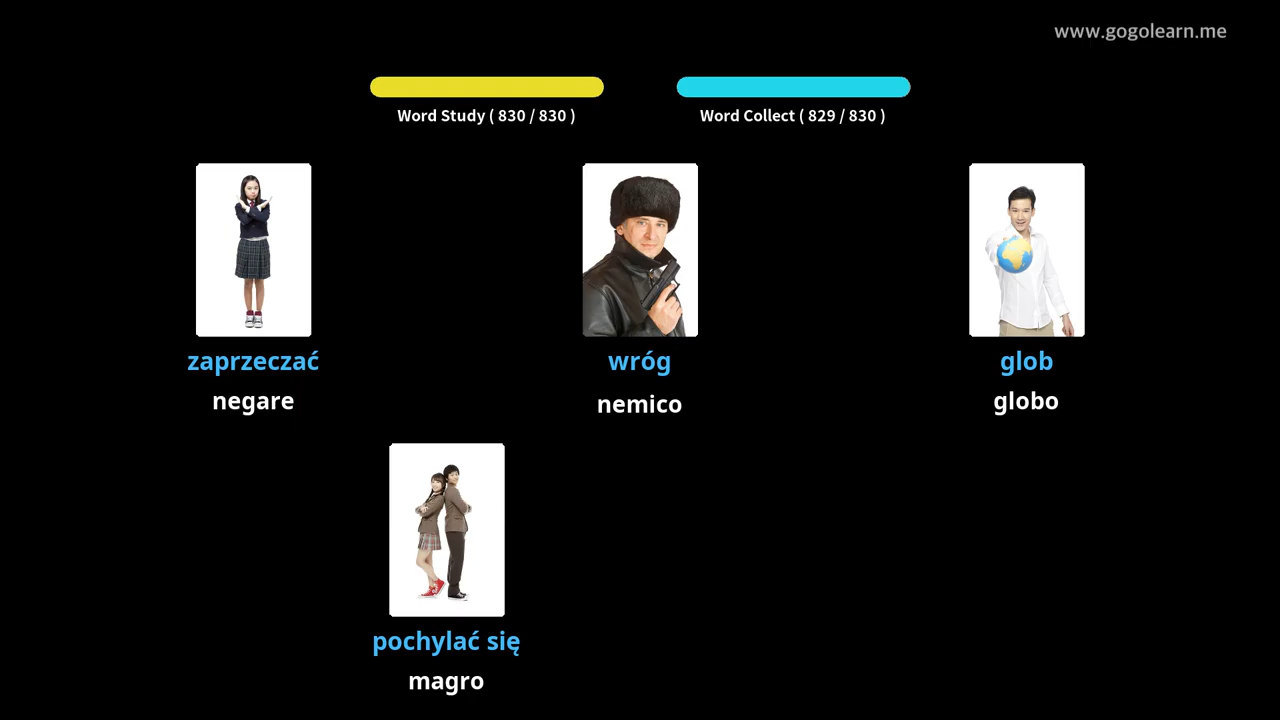 www.gogolearn.me
Word Study ( 830 / 830 )
Word Collect ( 829 / 830 )
zaprzeczać
negare
wróg
nemico
glob
globo
pochylać się
magro